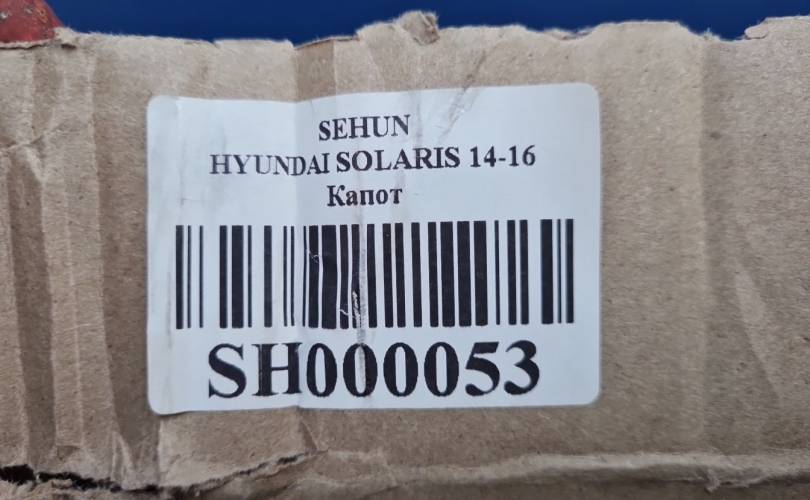 SEHUN
HYUNDAI SOLARIS 14-16
Капот
SH000053